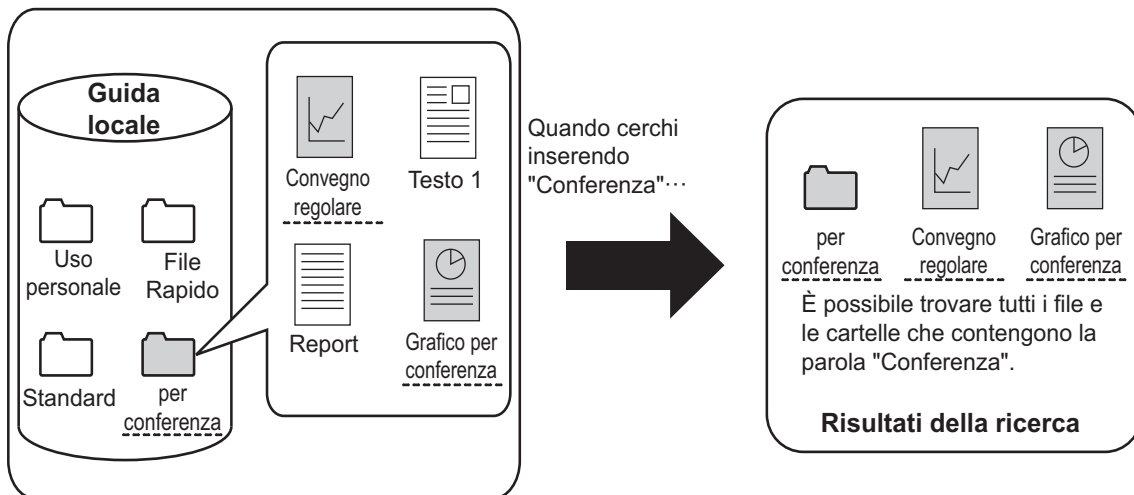 Guida
locale
Uso
personale
File
Rapido
Standard
per
conferenza
Convegno
regolare
Testo 1
Report
Grafico per
conferenza
Quando cerchi
inserendo
"Conferenza"···
per
conferenza
Convegno
regolare
Grafico per
conferenza
È possibile trovare tutti i file e
le cartelle che contengono la
parola "Conferenza".
Risultati della ricerca